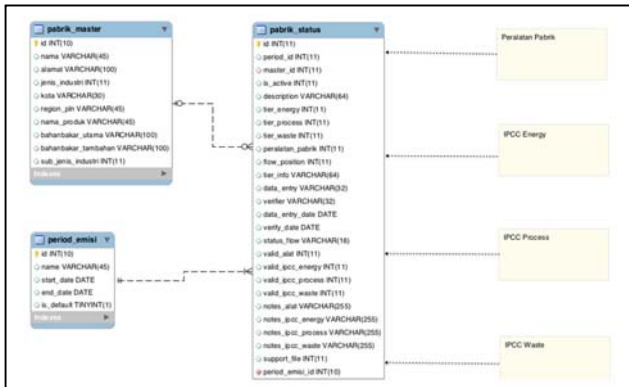 pabrik_master
id INT(10)
nama VARCHAR(45)
alamat VARCHAR(100)
jenis_industri INT(11)
kota VARCHAR(30)
region_pln VARCHAR(45)
nama_produk VARCHAR(45)
bahanbakar_utama VARCHAR(100)
bahanbakar_tambahan VARCHAR(100)
sub_jenis_industri INT(11)
Indexes
period_emisi
id INT(10)
name VARCHAR(45)
start_date DATE
end_date DATE
is_default TINYINT(1)
Indexes
pabrik_status
id INT(11)
period_id INT(11)
master_id INT(11)
is_active INT(11)
description VARCHAR(64)
tier_energy INT(11)
tier_process INT(11)
tier_waste INT(11)
peralatan_pabrik INT(11)
flow_position INT(11)
tier_info VARCHAR(64)
data_entry VARCHAR(32)
verifier VARCHAR(32)
data_entry_date DATE
verify_date DATE
status_flow VARCHAR(16)
valid_alat INT(11)
valid_ipcc_energy INT(11)
valid_ipcc_process INT(11)
valid_ipcc_waste INT(11)
notes_alat VARCHAR(255)
notes_ipcc_energy VARCHAR(255)
notes_ipcc_process VARCHAR(255)
notes_ipcc_waste VARCHAR(255)
support_file INT(11)
period_emisi_id INT(10)
Peralatan Pabrik
IPCC Energy
IPCC Process
IPCC Waste